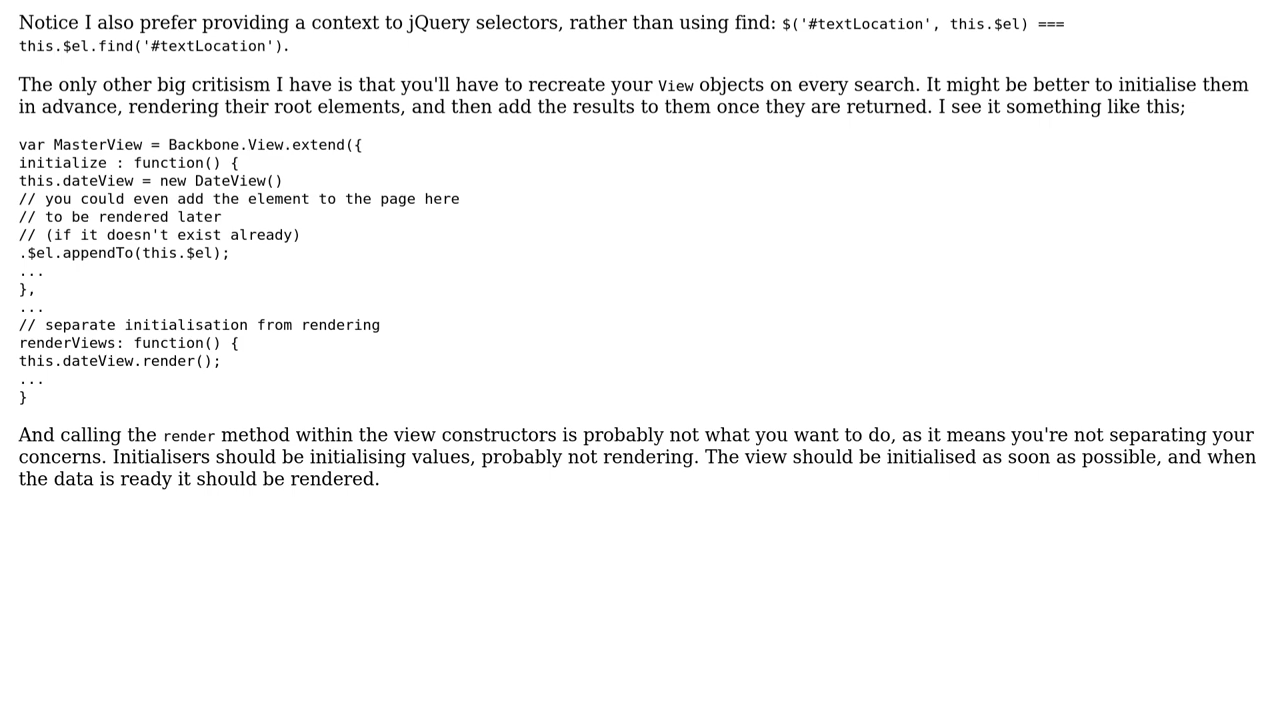 Notice I also prefer providing a context to jQuery selectors, rather than using find: $('#textLocation', this.$el) ===
this.$el.find('#textLocation').
The only other big critisism I have is that you'll have to recreate your View objects on every search. It might be better to initialise them
in advance, rendering their root elements, and then add the results to them once they are returned. I see it something like this;
var MasterView = Backbone.View.extend({
initialize : function() {
this.dateView = new DateView()
// you could even add the element to the page here
// to be rendered later
// (if it doesn't exist already)
.$el.appendTo(this.$el);
...
},
...
// separate initialisation from rendering
renderViews: function() {
this.dateView.render();
...
}
And calling the render method within the view constructors is probably not what you want to do, as it means you're not separating your
concerns. Initialisers should be initialising values, probably not rendering. The view should be initialised as soon as possible, and when
the data is ready it should be rendered.